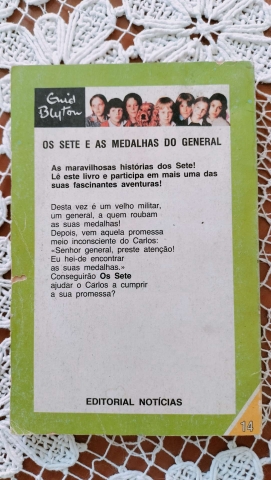 Enid
Blyton
OS SETE E AS MEDALHAS DO GENERAL
As maravilhosas histórias dos Sete!
Lê este livro e participa em mais uma das
suas fascinantes aventuras!
Desta vez é um velho militar,
um general, a quem roubam
as suas medalhas!
Depois, vem aquela promessa
meio inconsciente do Carlos:
«Senhor general, preste atenção!
Eu hei-de encontrar
as suas medalhas.»
Conseguirão Os Sete
ajudar o Carlos a cumprir
a sua promessa?
EDITORIAL NOTÍCIAS
14